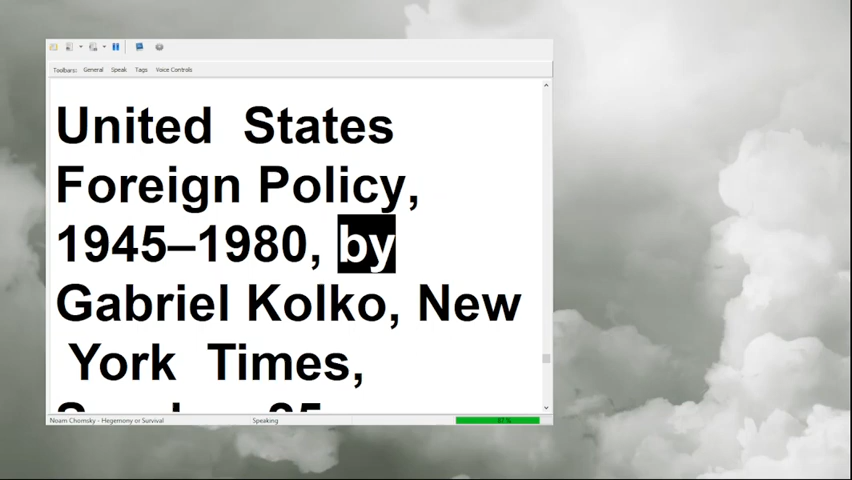 Toolbars: General Speak Tags Voice Controls
United States
Foreign Policy,
1945–1980, by
Gabriel Kolko, New
York Times,
Noam Chomsky - Hegemony or Survival Speaking 67 %